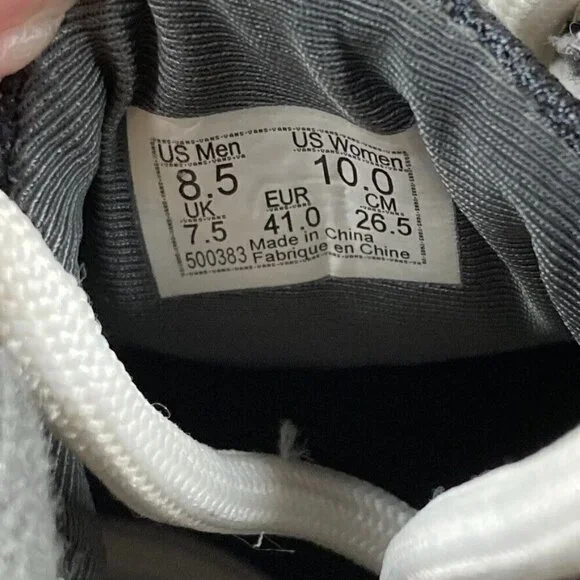 US Men US Women
8.5 10.0
UK EUR CM
7.5 41.0 26.5
Made in China
500383 Fabrique en Chine